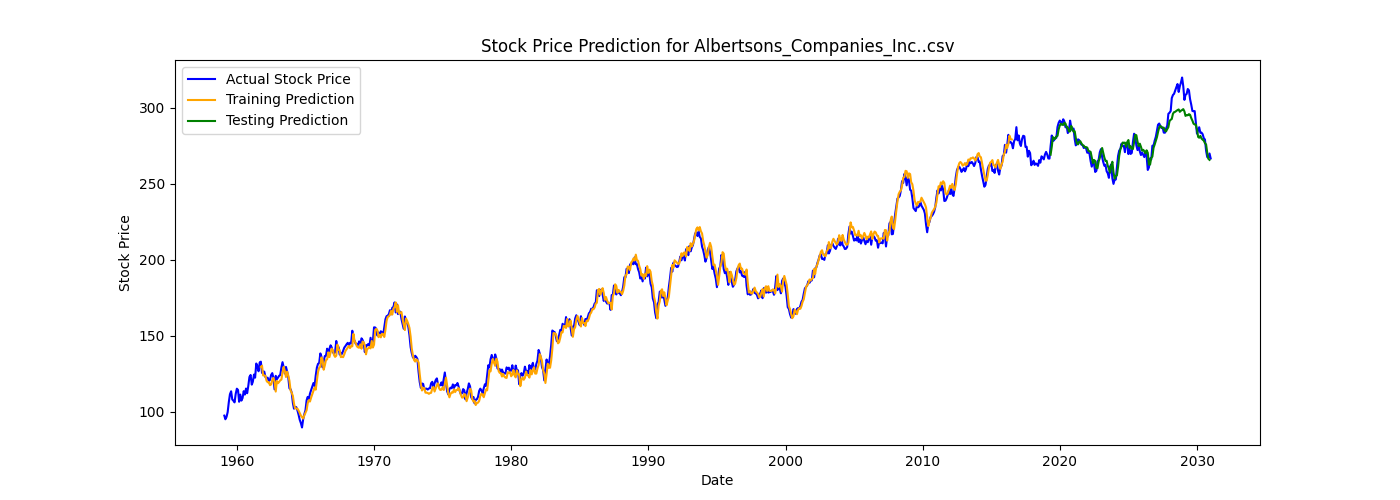 Stock Price Prediction for Albertsons_Companies_Inc..csv
Actual Stock Price
Training Prediction
Testing Prediction
Stock Price
300
250
200
150
100
1960 1970 1980 1990 2000 2010 2020 2030
Date